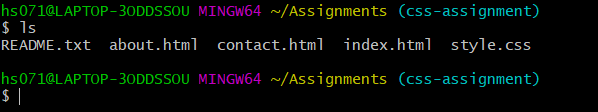 hs071@LAPTOP-3ODDSSOU MINGW64 ~/Assignments (css-assignment)
$ ls
README.txt  about.html  contact.html  index.html  style.css
hs071@LAPTOP-3ODDSSOU MINGW64 ~/Assignments (css-assignment)
$